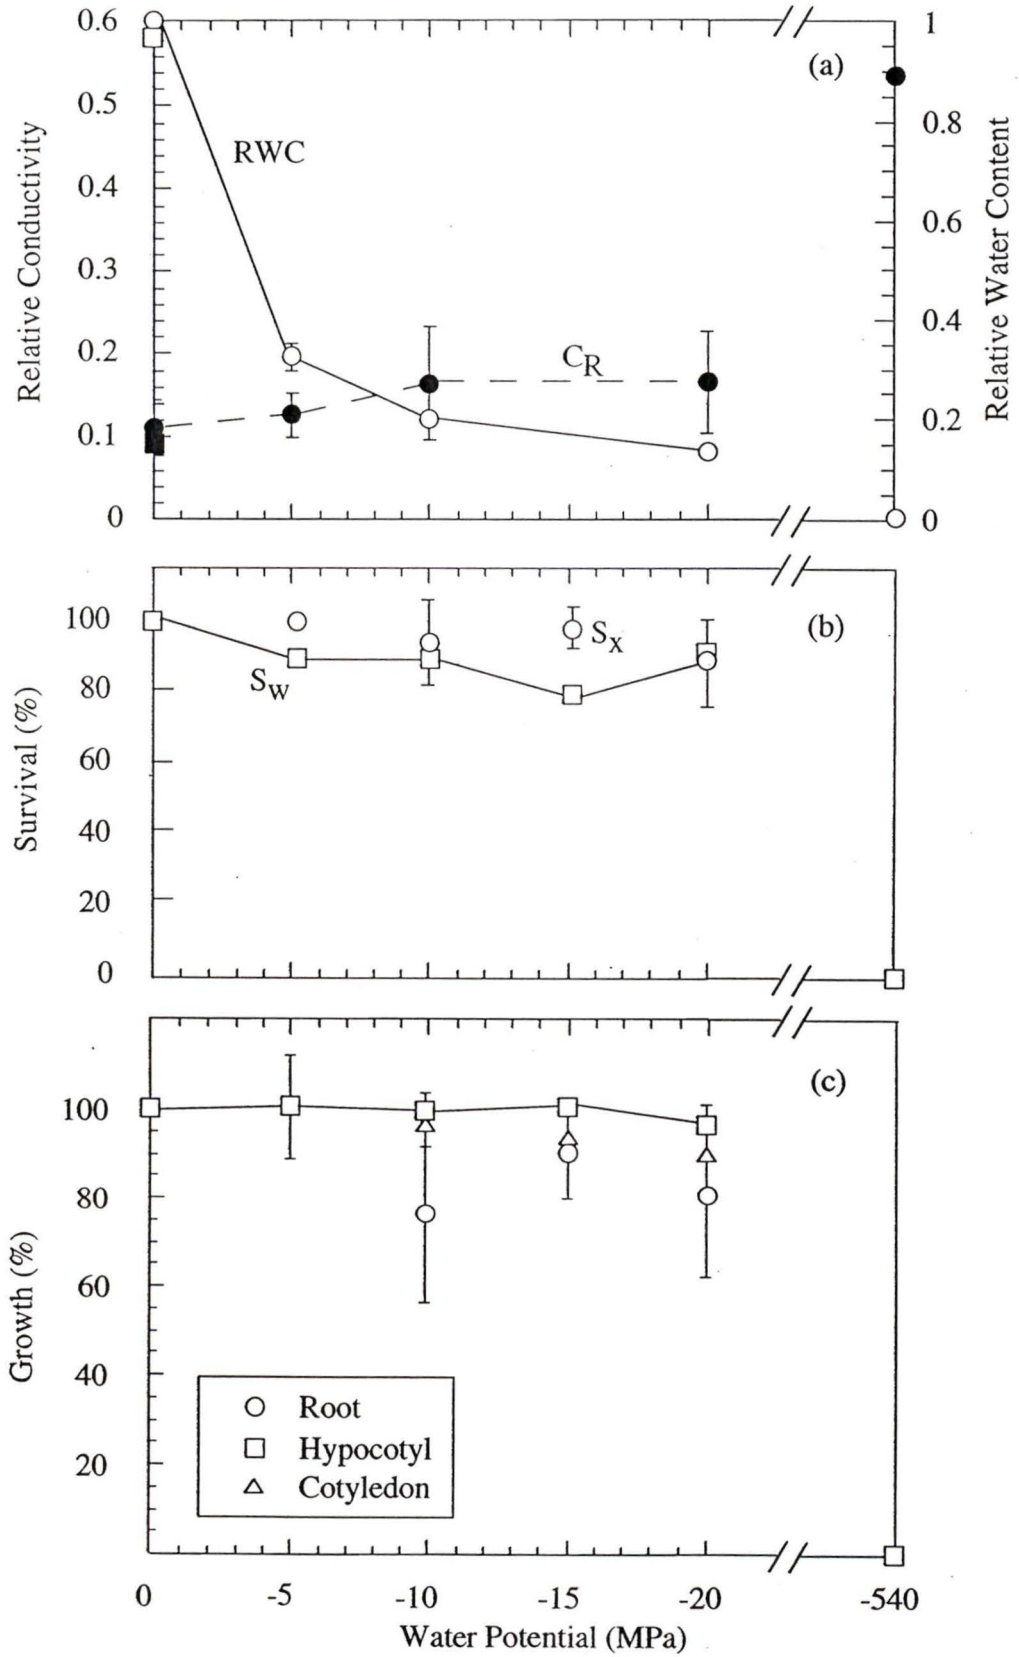 0.6
0.5
0.4
0.3
0.2
0.1
0
Relative Conductivity
RWC
C_R
(a)
1
0.8
0.6
0.4
0.2
0
Relative Water Content
100
80
60
40
20
0
Survival (%)
S_W
S_X
(b)
100
80
60
40
20
Growth (%)
(c)
Root
Hypocotyl
Cotyledon
0 -5 -10 -15 -20 -540
Water Potential (MPa)